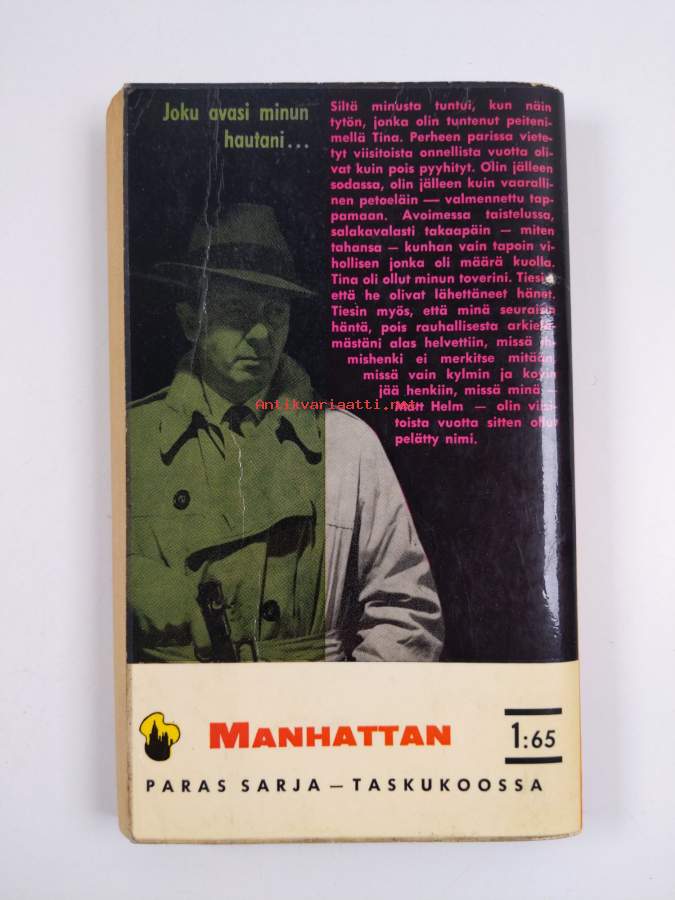 Joku avasi minun
hautani...
Siltä minusta tuntui, kun näin
tytön, jonka olin tuntenut peiteni-
mellä Tina. Perheen parissa viete-
tyt viisitoista onnellista vuotta oli-
vat kuin pois pyyhityt. Olin jälleen
sodassa, olin jälleen kuin vaaralli-
nen petoeläin — valmennettu tap-
pamaan. Avoimessa taistelussa,
salakavalasti takaapäin — miten
tahansa — kunhan vain tapoin vi-
hollisen jonka oli määrä kuolla.
Tina oli ollut minun toverini. Tiesin
että he olivat lähettäneet hänet.
Tiesin myös, että minä seuraisin
häntä, pois rauhallisesta arkielä-
mästäni alas helvettiin, missä ih-
mishenki ei merkitse mitään,
missä vain kylmin ja kovin
jää henkiin, missä minä —
Matt Helm — olin viisi-
toista vuotta sitten ollut
pelätty nimi.
Antikvariaatti.net
MANHATTAN
1:65
PARAS SARJA — TASKUKOOSSA